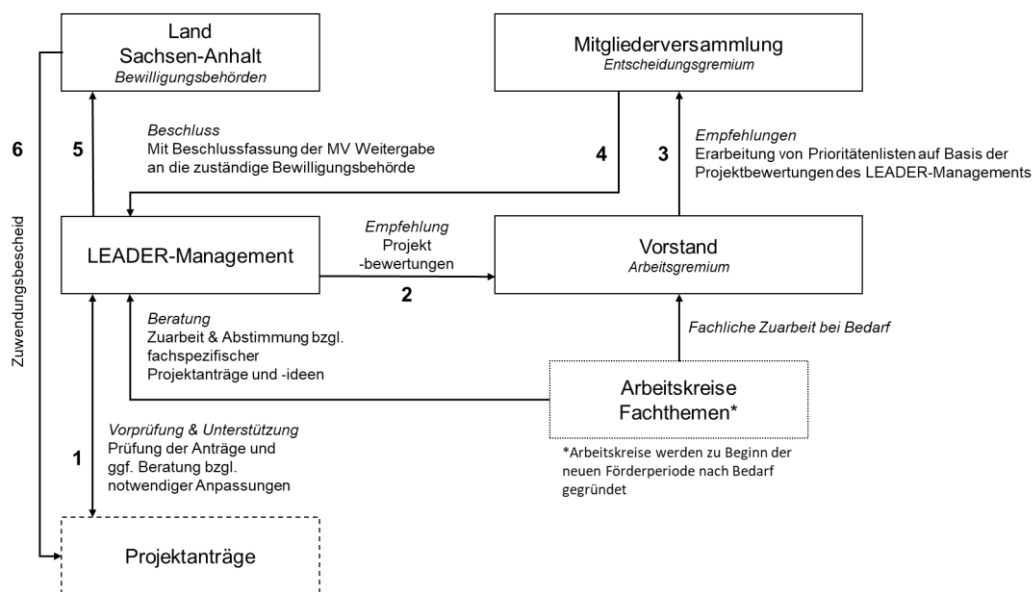 Land
Sachsen-Anhalt
Bewilligungsbehörden
Mitgliederversammlung
Entscheidungsgremium
6
5
Beschluss
Mit Beschlussfassung der MV Weitergabe
an die zuständige Bewilligungsbehörde
4
3
Empfehlungen
Erarbeitung von Prioritätenlisten auf Basis der
Projektbewertungen des LEADER-Managements
Zuwendungsbescheid
LEADER-Management
Empfehlung
Projekt
-bewertungen
2
Vorstand
Arbeitsgremium
Beratung
Zuarbeit & Abstimmung bzgl.
fachspezifischer
Projektanträge und -ideen
Fachliche Zuarbeit bei Bedarf
Arbeitskreise
Fachthemen*
1
Vorprüfung & Unterstützung
Prüfung der Anträge und
ggf. Beratung bzgl.
notwendiger Anpassungen
*Arbeitskreise werden zu Beginn der
neuen Förderperiode nach Bedarf
gegründet
Projektanträge